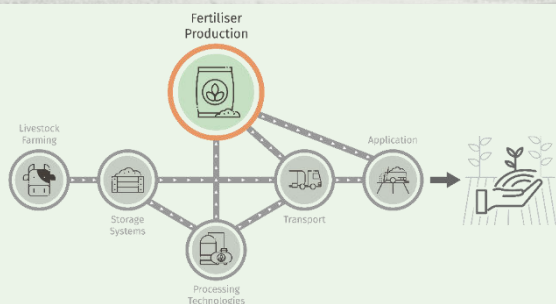 Fertiliser
Production
Livestock
Farming
Application
Storage
Systems
Transport
Processing
Technologies